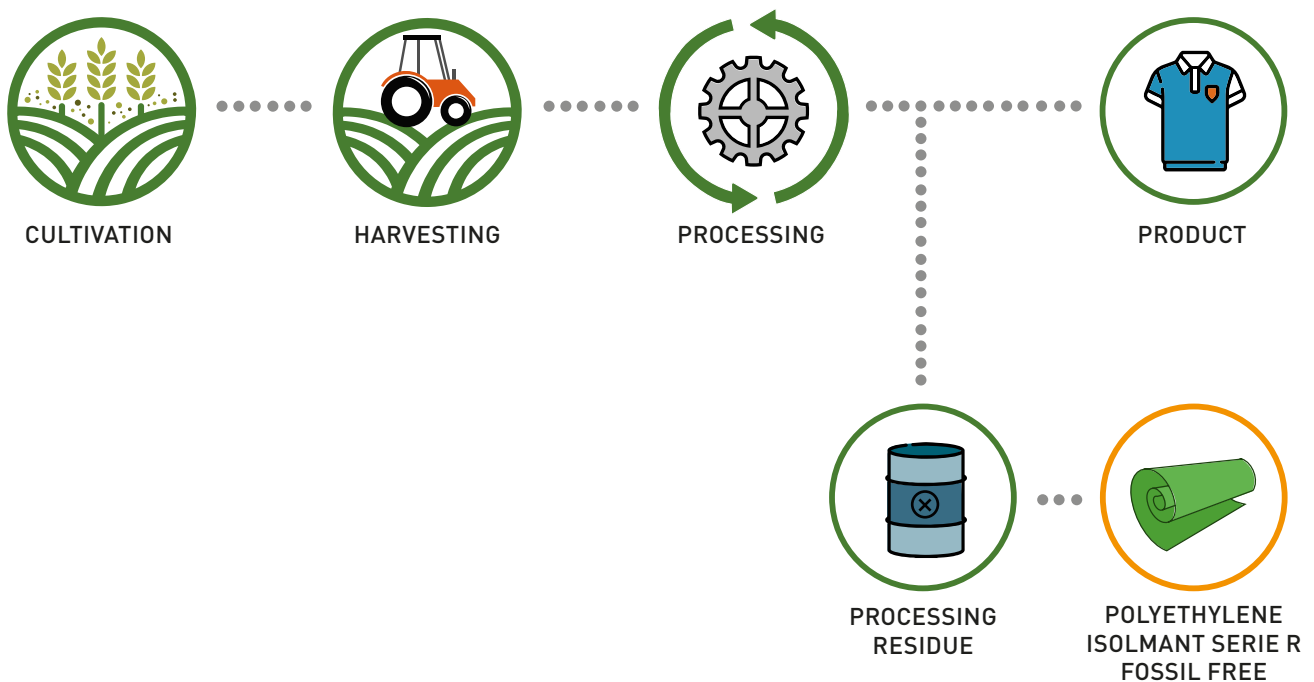 CULTIVATION
HARVESTING
PROCESSING
PRODUCT
PROCESSING
RESIDUE
POLYETHYLENE
ISOLMANT SERIE R
FOSSIL FREE